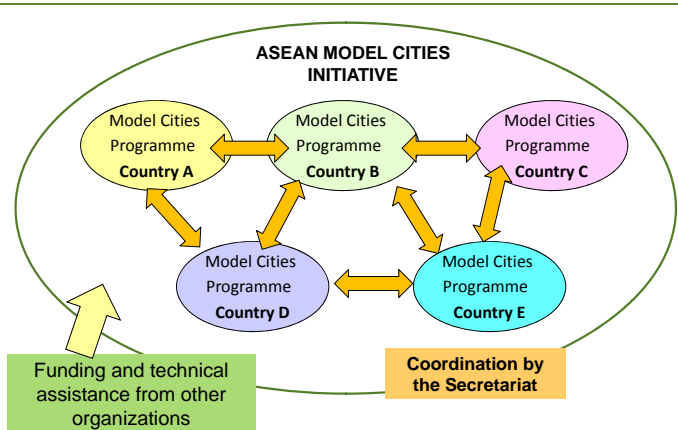 ASEAN MODEL CITIES
INITIATIVE
Model Cities
Programme
Country A
Model Cities
Programme
Country B
Model Cities
Programme
Country C
Model Cities
Programme
Country D
Model Cities
Programme
Country E
Funding and technical
assistance from other
organizations
Coordination by
the Secretariat